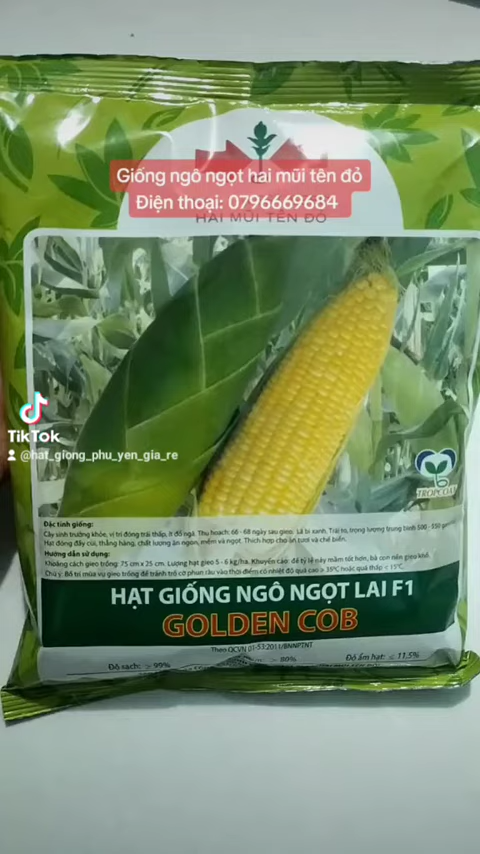 Giống ngô ngọt hai mũi tên đỏ
Điện thoại: 0796669684
HAI MŨI TÊN ĐỎ
TikTok
@hat_giong_phu_yen_gia_re
TROPCOAT
Đặc tính giống:
Cây sinh trưởng khỏe, vị trí đóng trái thấp, ít đổ ngã. Thu hoạch: 66 - 68 ngày sau gieo. Lá bi xanh. Trái to, trọng lượng trung bình 500 - 550 gram
Hạt đóng đầy cùi, thẳng hàng, chất lượng ăn ngon, mềm và ngọt. Thích hợp cho ăn tươi và chế biến.
Hướng dẫn sử dụng:
Khoảng cách gieo trồng: 75 cm x 25 cm. Lượng hạt gieo 5 - 6 kg/ha. Khuyến cáo: để tỷ lệ nảy mầm tốt hơn, bà con nên gieo khô.
Chú ý: Bố trí mùa vụ gieo trồng để tránh trổ cờ phun râu vào thời điểm có nhiệt độ quá cao ≥ 35°C hoặc quá thấp ≤ 15°C.
HẠT GIỐNG NGÔ NGỌT LAI F1
GOLDEN COB
Theo QCVN 01-53:2011/BNNPTNT
Độ sạch: ≥ 99%
≥ 80%
Độ ẩm hạt: ≤ 11.5%